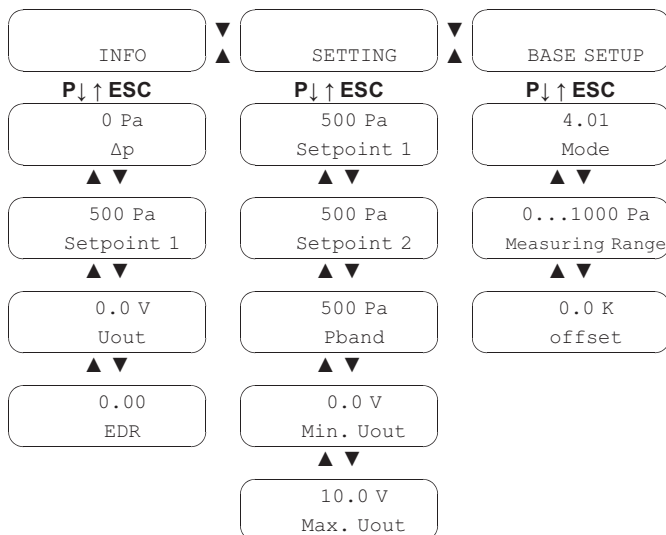 INFO
P↓ ↑ ESC
0 Pa
Δp
▲ ▼
500 Pa
Setpoint 1
▲ ▼
0.0 V
Uout
▲ ▼
0.00
EDR
▼
▲
SETTING
P↓ ↑ ESC
500 Pa
Setpoint 1
▲ ▼
500 Pa
Setpoint 2
▲ ▼
500 Pa
Pband
▲ ▼
0.0 V
Min. Uout
▲ ▼
10.0 V
Max. Uout
▼
▲
BASE SETUP
P↓ ↑ ESC
4.01
Mode
▲ ▼
0...1000 Pa
Measuring Range
▲ ▼
0.0 K
offset